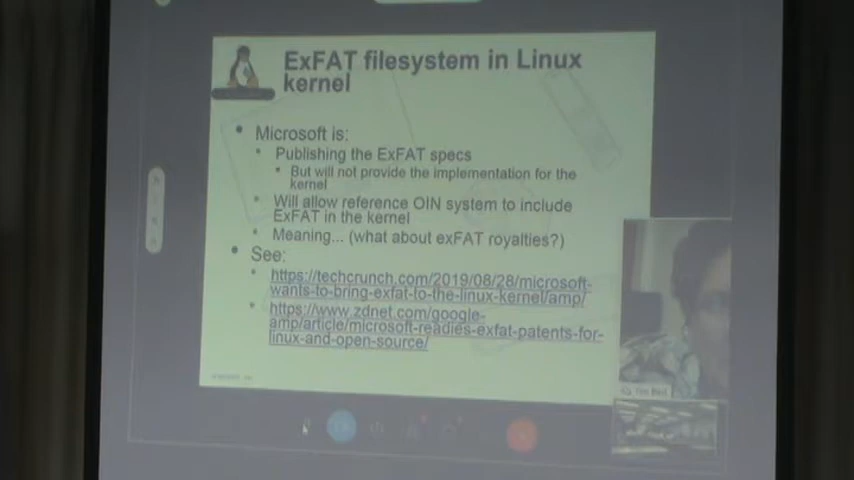 ExFAT filesystem in Linux
kernel
Microsoft is:
Publishing the ExFAT specs
But will not provide the implementation for the
kernel
Will allow reference OIN system to include
ExFAT in the kernel
Meaning... (what about exFAT royalties?)
See:
https://techcrunch.com/2019/08/28/microsoft-
wants-to-bring-exfat-to-the-linux-kernel/amp/
https://www.zdnet.com/google-
amp/article/microsoft-readies-exfat-patents-for-
linux-and-open-source/